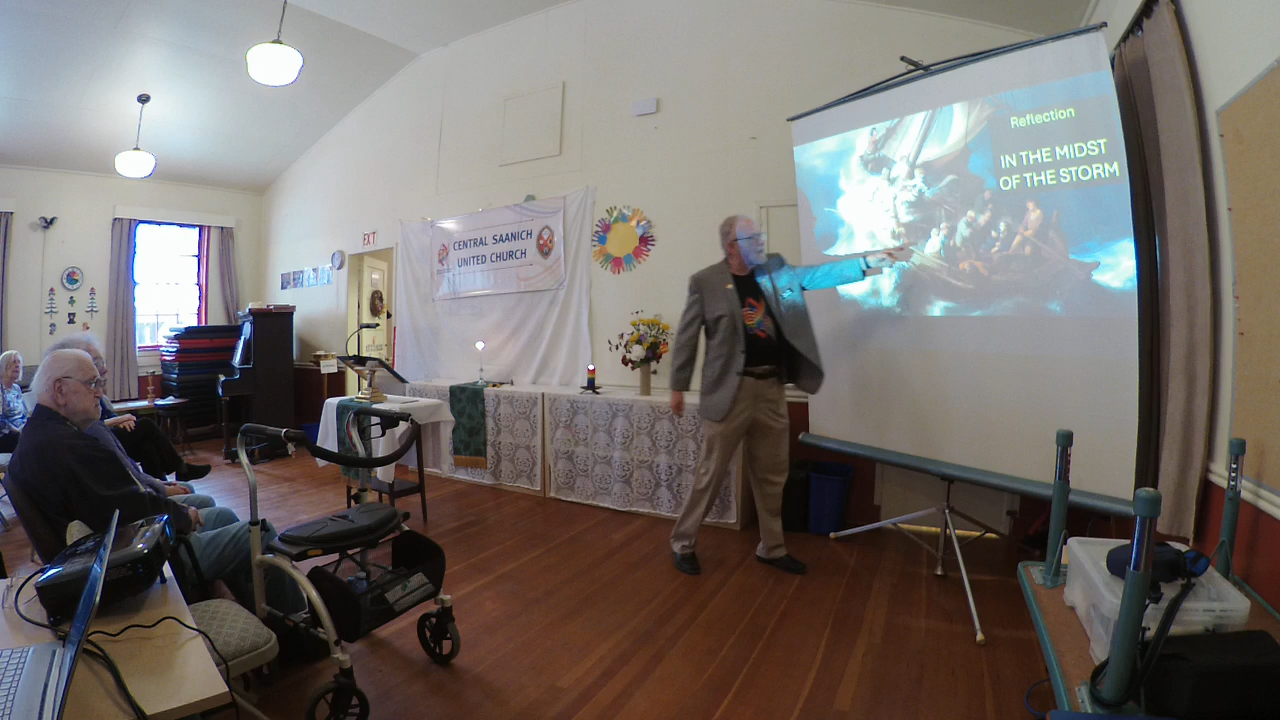 EXIT
CENTRAL SAANICH
UNITED CHURCH
Reflection
IN THE MIDST
OF THE STORM